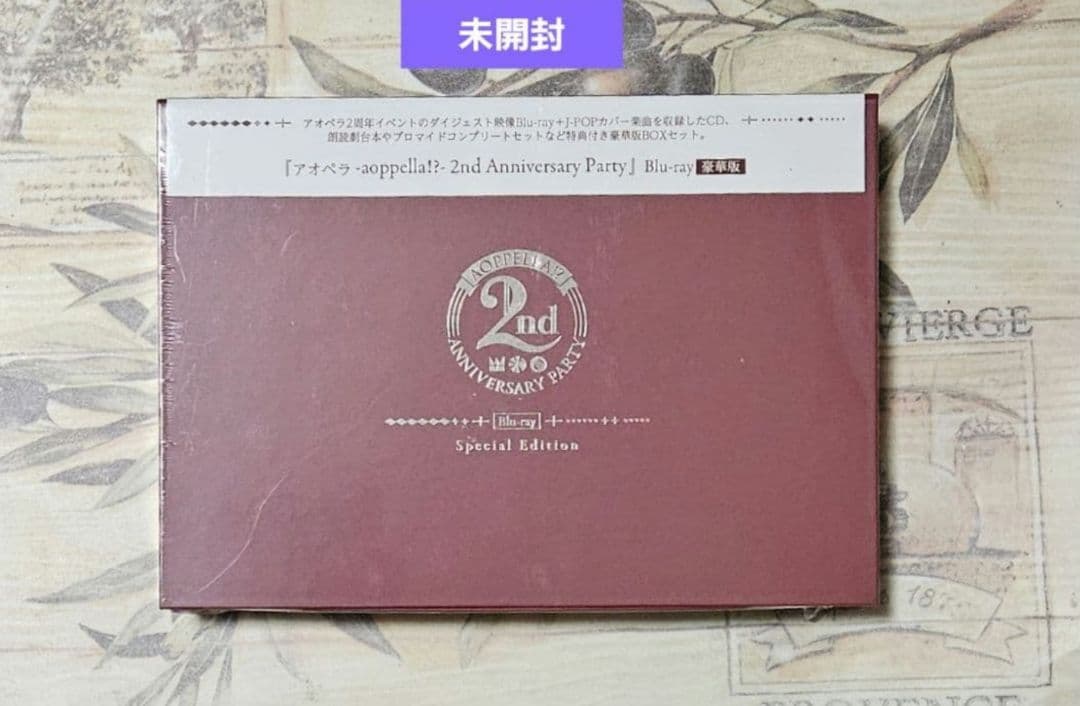 未開封
アオペラ2周年イベントのダイジェスト映像Blu-ray＋J-POPカバー楽曲を収録したCD、
朗読劇台本やブロマイドコンプリートセットなど特典付き豪華版BOXセット。
『アオペラ -aoppella!?- 2nd Anniversary Party』Blu-ray 豪華版
AOPPELLA!?
2nd
ANNIVERSARY PARTY
Blu-ray
Special Edition
VIERGE
18
PROVENCE